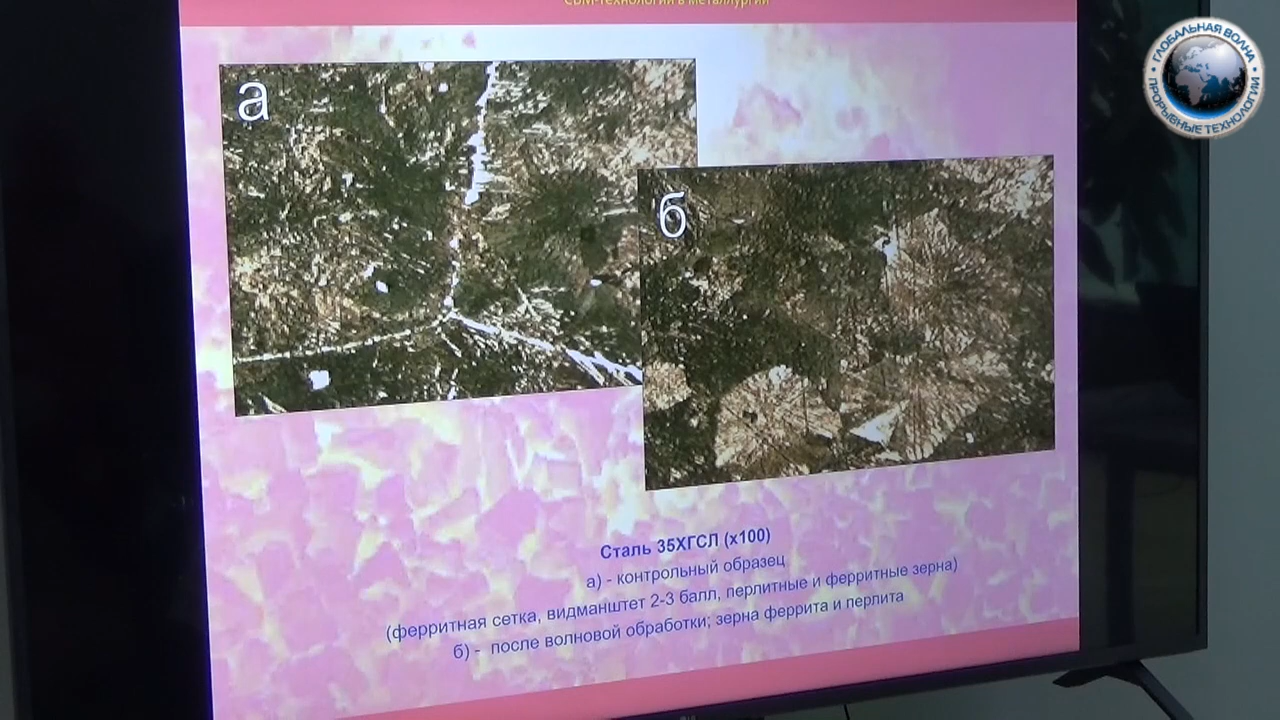 СВМ-технологии в металлургии
ГЛОБАЛЬНАЯ ВОЛНА
ПРОРЫВНЫЕ ТЕХНОЛОГИИ
а
б
Сталь 35ХГСЛ (х100)
а) - контрольный образец
(ферритная сетка, видманштет 2-3 балл, перлитные и ферритные зерна)
б) - после волновой обработки; зерна феррита и перлита